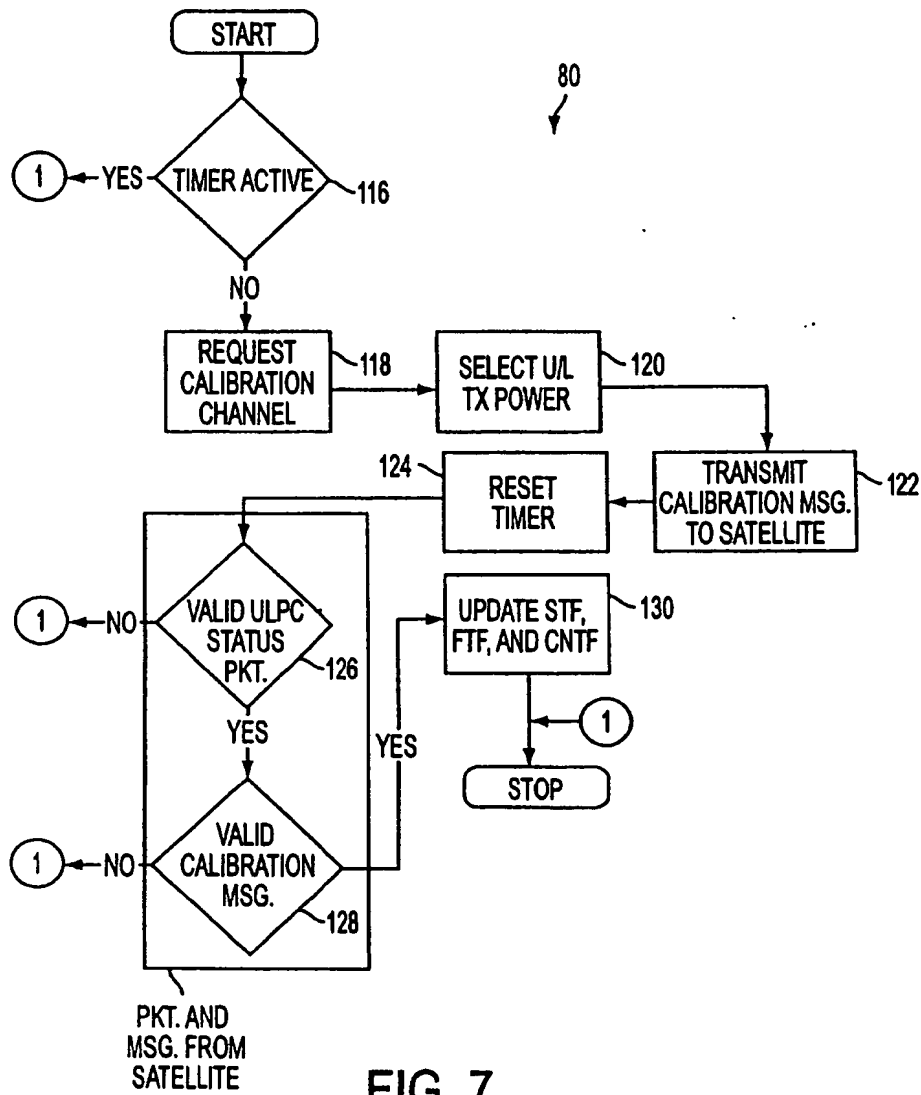 START
80
1
YES
TIMER ACTIVE
116
NO
REQUEST
CALIBRATION
CHANNEL
118
SELECT U/L
TX POWER
120
TRANSMIT
CALIBRATION MSG.
TO SATELLITE
122
124
RESET
TIMER
1
NO
VALID ULPC
STATUS
PKT.
126
YES
UPDATE STF,
FTF, AND CNTF
130
YES
1
STOP
1
NO
VALID
CALIBRATION
MSG.
128
PKT. AND
MSG. FROM
SATELLITE
FIG. 7